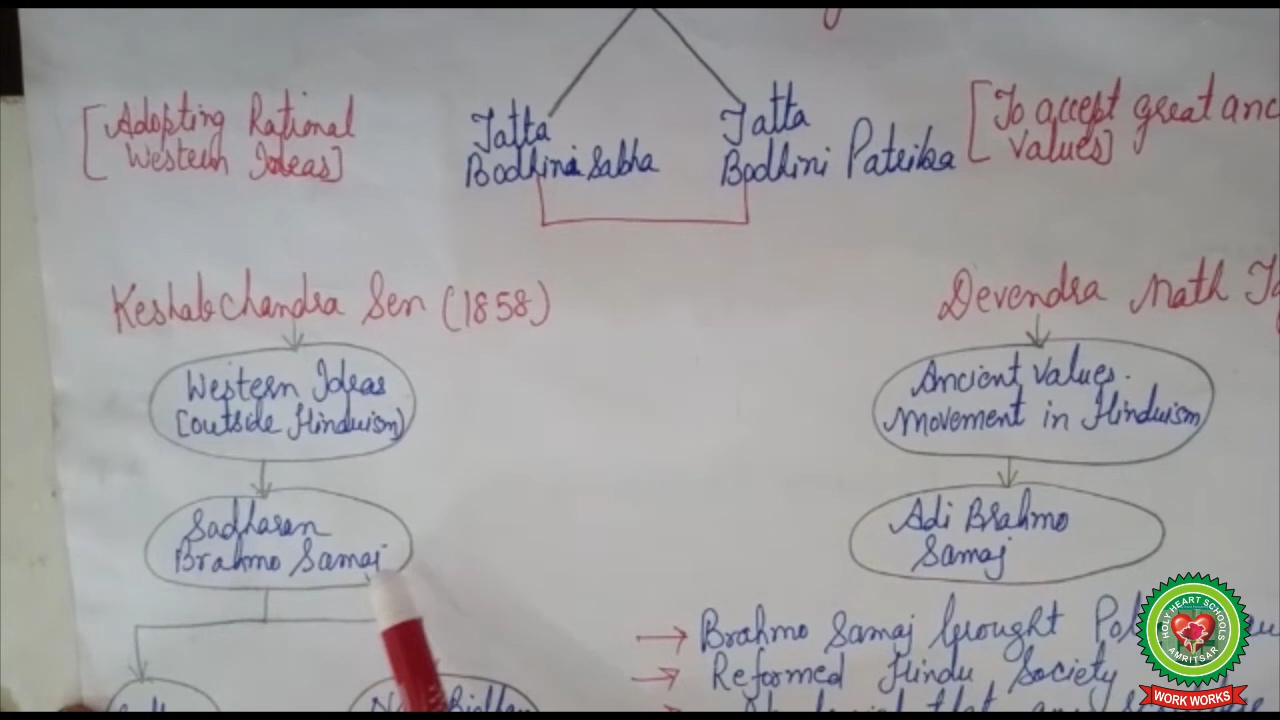 [Adopting Rational
Western Ideas]
Tatta
Bodhini Sabha
Tatta
Bodhini Patrika
[To accept great anc
Values]
Keshab Chandra Sen (1858)
Devendra Nath Ta
Western Ideas
[outside Hinduism]
Ancient Values.
Movement in Hinduism
Sadharan
Brahmo Samaj
Adi Brahmo
Samaj
→ Brahmo Samaj brought
→ Reformed Hindu Society
HOLY HEART SCHOOLS
AMRITSAR
WORK WORKS